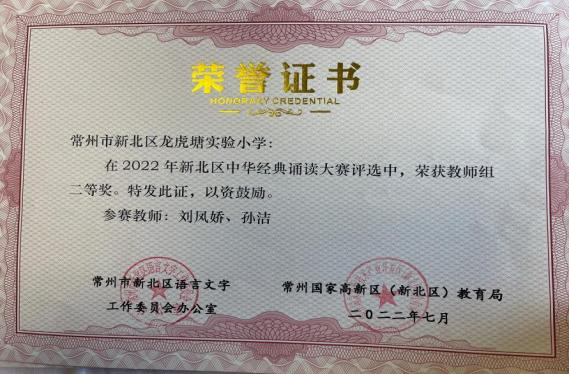 荣誉证书
HONORARY CREDENTIAL
常州市新北区龙虎塘实验小学：
在2022年新北区中华经典诵读大赛评选中，荣获教师组
二等奖。特发此证，以资鼓励。
参赛教师：刘凤娇、孙洁
常州市新北区语言文字
工作委员会办公室
常州国家高新区（新北区）教育局
二〇二二年七月